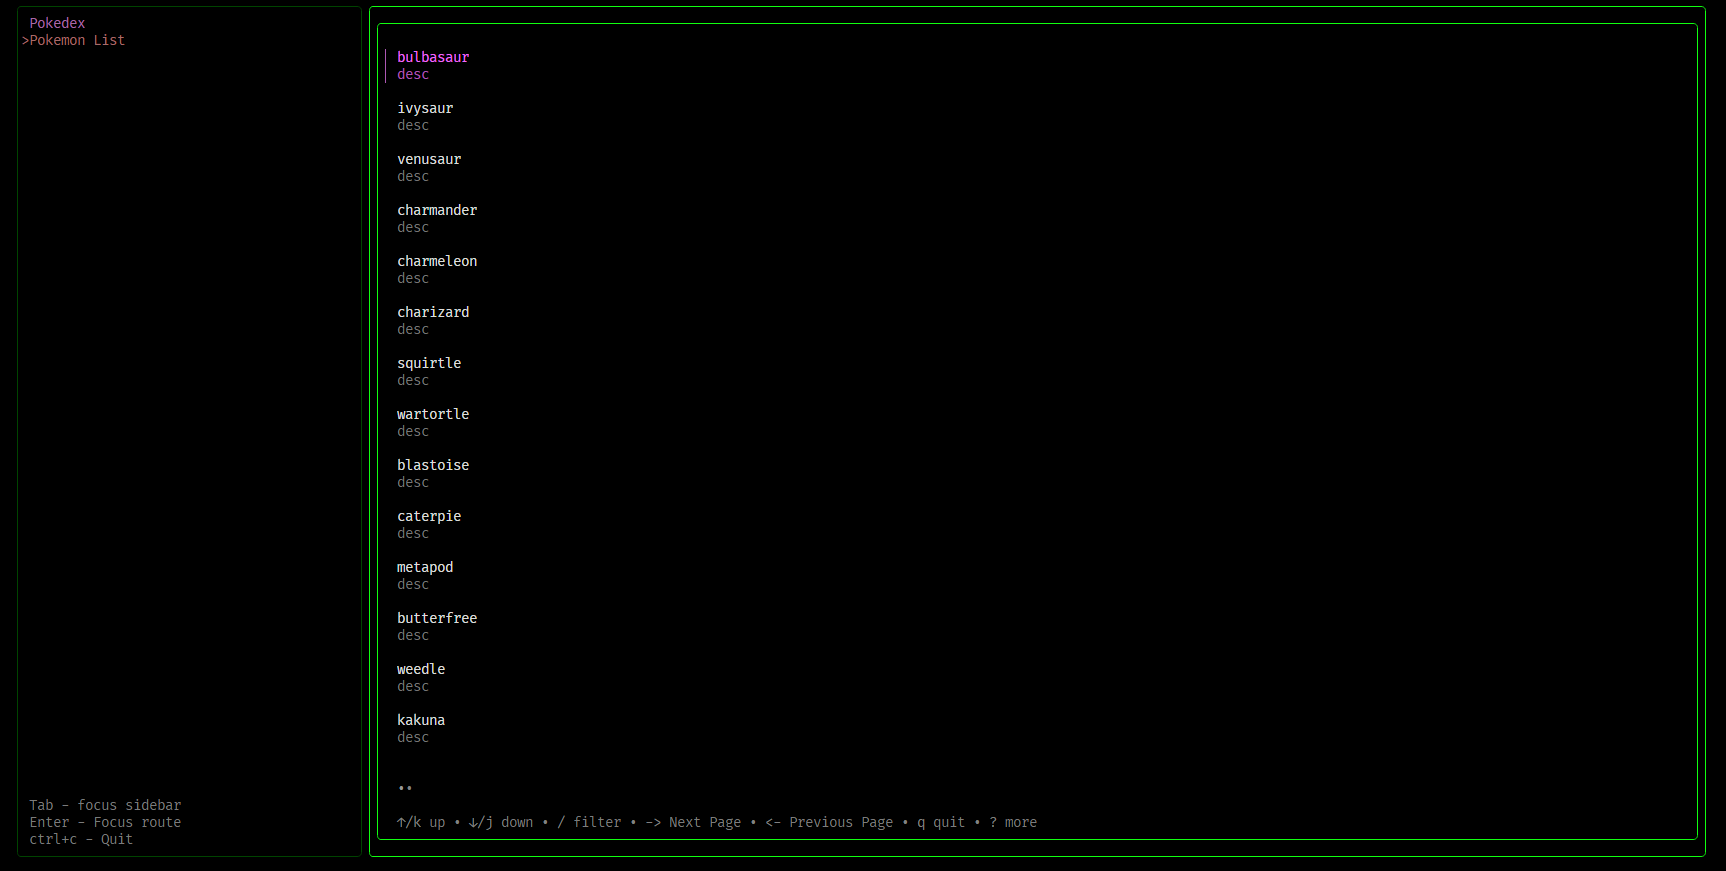 Pokedex
>Pokemon List
Tab - focus sidebar
Enter - Focus route
ctrl+c - Quit
bulbasaur
desc
ivysaur
desc
venusaur
desc
charmander
desc
charmeleon
desc
charizard
desc
squirtle
desc
wartortle
desc
blastoise
desc
caterpie
desc
metapod
desc
butterfree
desc
weedle
desc
kakuna
desc
••
↑/k up • ↓/j down • / filter • -> Next Page • <- Previous Page • q quit • ? more